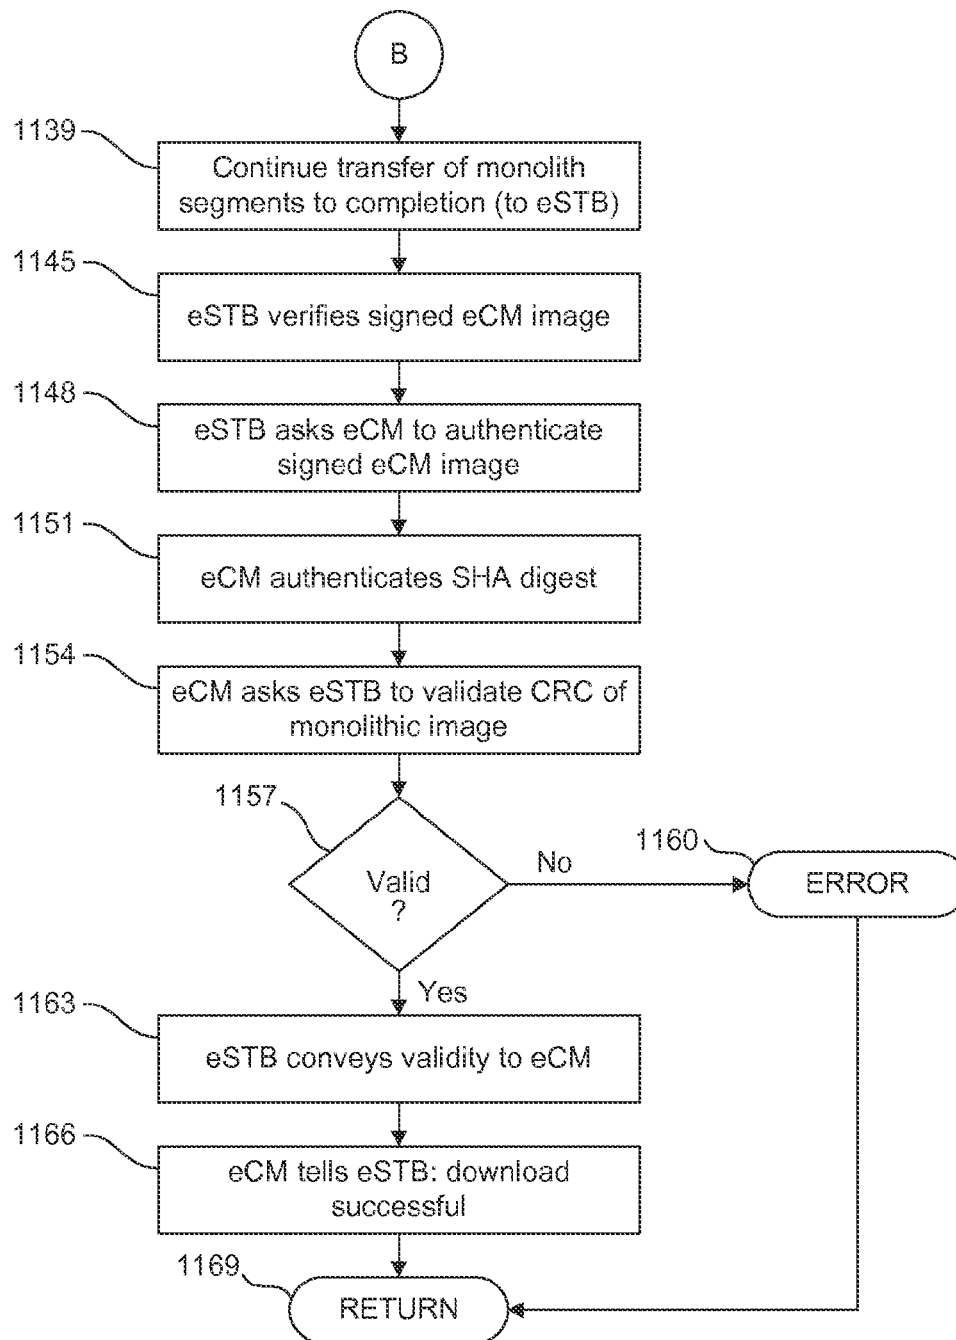 B
1139
Continue transfer of monolith
segments to completion (to eSTB)
1145
eSTB verifies signed eCM image
1148
eSTB asks eCM to authenticate
signed eCM image
1151
eCM authenticates SHA digest
1154
eCM asks eSTB to validate CRC of
monolithic image
1157
Valid
?
No
1160
ERROR
Yes
1163
eSTB conveys validity to eCM
1166
eCM tells eSTB: download
successful
1169
RETURN